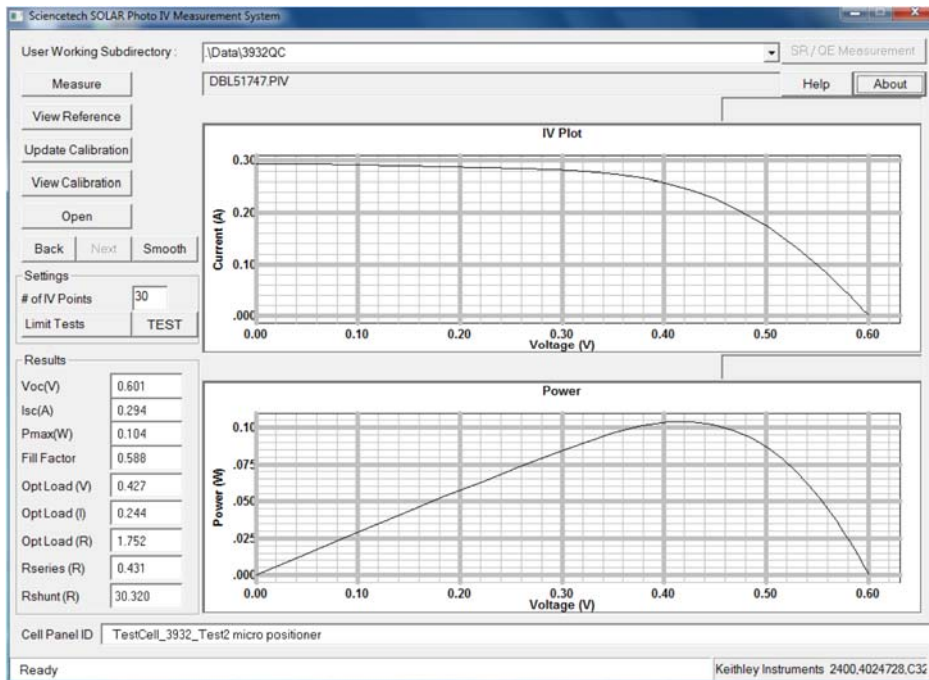 Sciencetech SOLAR Photo IV Measurement System
User Working Subdirectory :
.\Data\3932QC
SR / QE Measurement
Measure
DBL51747.PIV
Help
About
View Reference
Update Calibration
View Calibration
Open
Back
Next
Smooth
Settings
# of IV Points
30
Limit Tests
TEST
IV Plot
Current (A)
0.30
0.20
0.10
.000
0.00 0.10 0.20 0.30 0.40 0.50 0.60
Voltage (V)
Results
Voc(V) 0.601
Isc(A) 0.294
Pmax(W) 0.104
Fill Factor 0.588
Opt Load (V) 0.427
Opt Load (I) 0.244
Opt Load (R) 1.752
Rseries (R) 0.431
Rshunt (R) 30.320
Power
Power (W)
0.10
.075
.050
.025
.000
0.00 0.10 0.20 0.30 0.40 0.50 0.60
Voltage (V)
Cell Panel ID TestCell_3932_Test2 micro positioner
Ready
Keithley Instruments 2400,4024728,C32